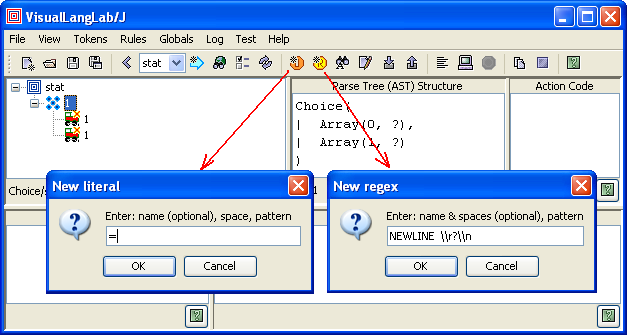 VisualLangLab/J
File View Tokens Rules Globals Log Test Help
stat
stat
1
1
1
Parse Tree (AST) Structure
Choice(
| Array(0, ?),
| Array(1, ?)
)
Action Code
Choice/
1
New literal
Enter: name (optional), space, pattern
=
OK Cancel
New regex
Enter: name & spaces (optional), pattern
NEWLINE \\r?\\n
OK Cancel